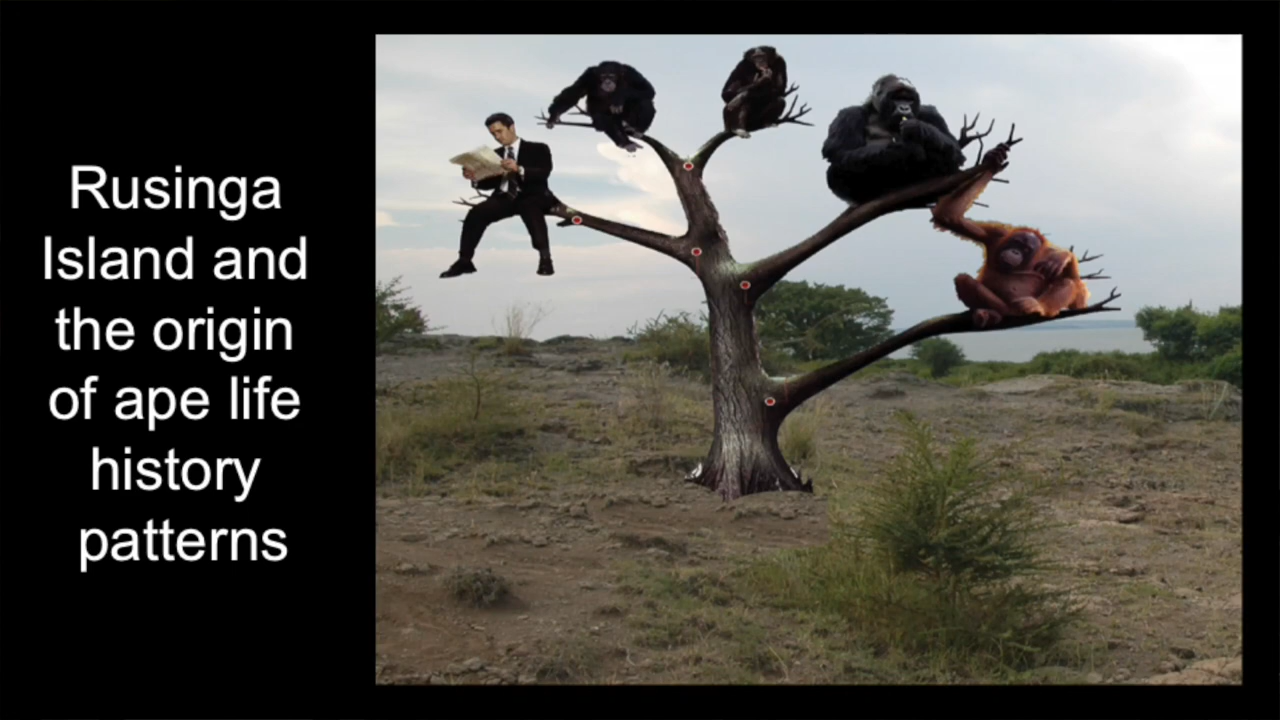 Rusinga
Island and
the origin
of ape life
history
patterns